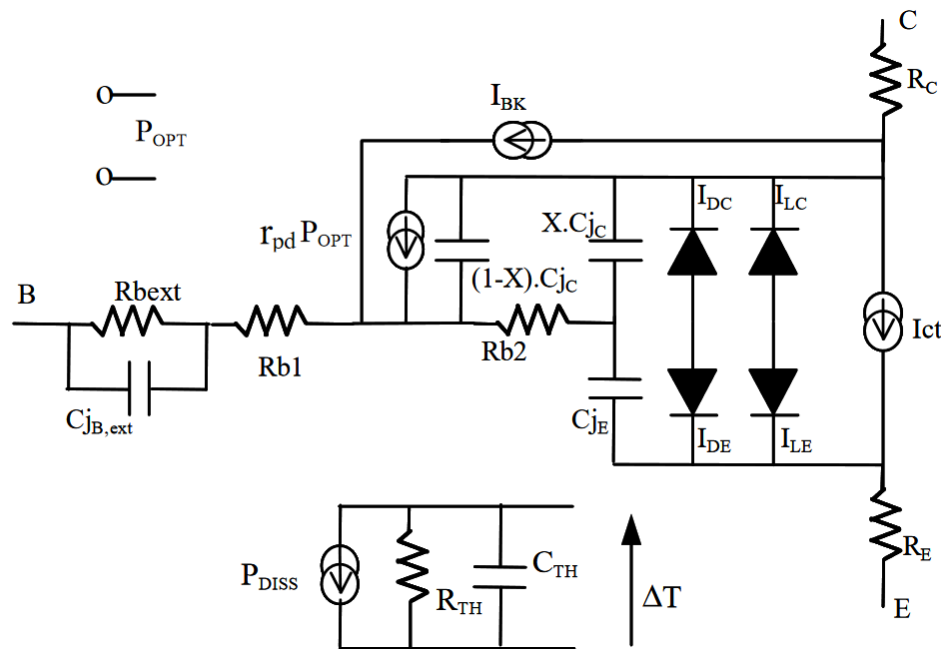 C
R_C
I_BK
O
P_OPT
O
I_DC
I_LC
X.Cj_C
r_pd P_OPT
(1-X).Cj_C
B
Rbext
Rb1
Rb2
Ict
Cj_E
Cj_B,ext
I_DE
I_LE
R_E
P_DISS
R_TH
C_TH
ΔT
E